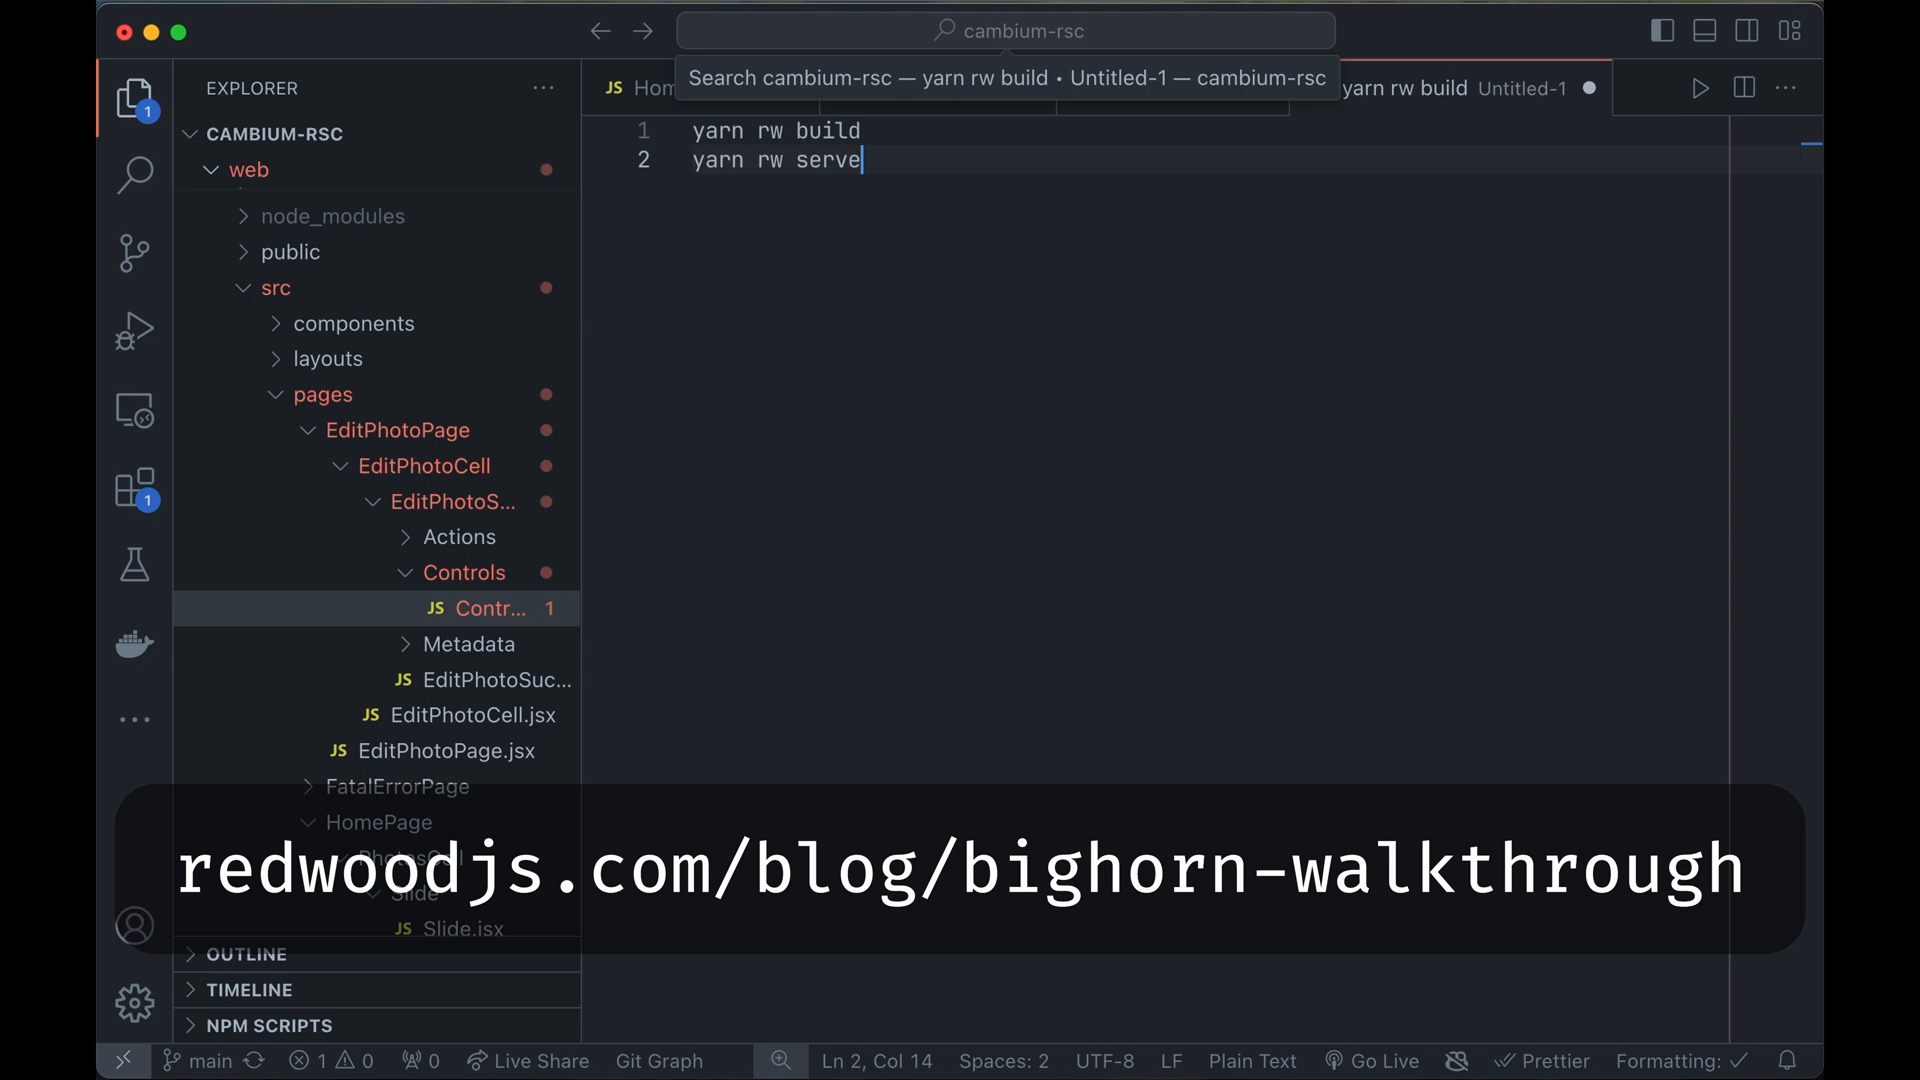 cambium-rsc
Search cambium-rsc — yarn rw build • Untitled-1 — cambium-rsc
EXPLORER
JS
yarn rw build Untitled-1
CAMBIUM-RSC
web
node_modules
public
src
components
layouts
pages
EditPhotoPage
EditPhotoCell
EditPhotoS...
Actions
Controls
JS Contr... 1
Metadata
JS EditPhotoSuc...
JS EditPhotoCell.jsx
JS EditPhotoPage.jsx
FatalErrorPage
HomePage
Slide
JS Slide.jsx
OUTLINE
TIMELINE
NPM SCRIPTS
1
1
1 yarn rw build
2 yarn rw serve
redwoodjs.com/blog/bighorn-walkthrough
main 1 0 0 Live Share Git Graph Ln 2, Col 14 Spaces: 2 UTF-8 LF Plain Text Go Live Prettier Formatting: